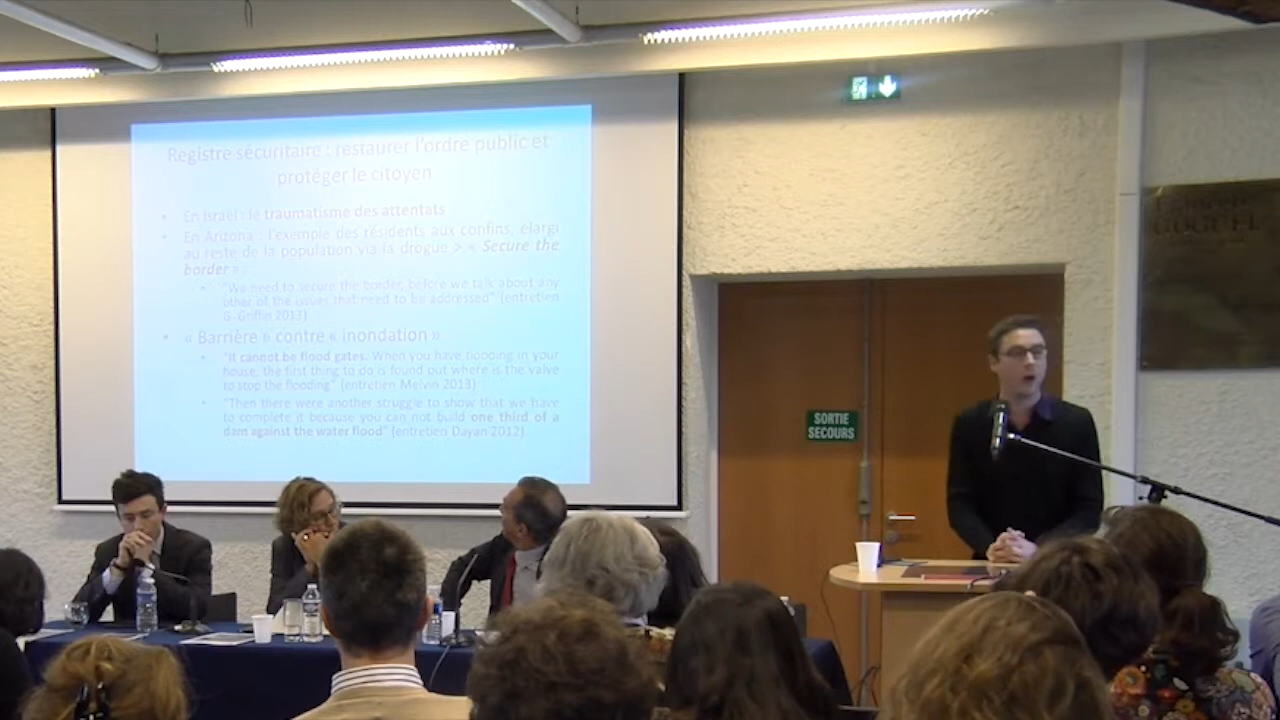 Registre sécuritaire : restaurer l'ordre public et
protéger le citoyen
• En Israël : le traumatisme des attentats
• En Arizona : l'exemple des résidents aux confins, élargi
au reste de la population via la drogue > « Secure the
border » :
• "We need to secure the border, before we talk about any
other of the issues that need to be addressed" (entretien
G. Griffin 2013)
• « Barrière » contre « inondation »
• "It cannot be flood gates. When you have flooding in your
house, the first thing to do is found out where is the valve
to stop the flooding" (entretien Melvin 2013)
• "Then there were another struggle to show that we have
to complete it because you can not build one third of a
dam against the water flood" (entretien Dayan 2012).
SORTIE
SECOURS
GOGUEL